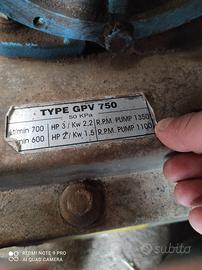 TYPE GPV 750
50 KPa
lt/min 700 HP 3 / Kw 2.2 R.P.M. PUMP 1350
min 600 HP 2 / Kw 1.5 R.P.M. PUMP 1100
REDMI NOTE 9 PRO
AI QUAD CAMERA
subito